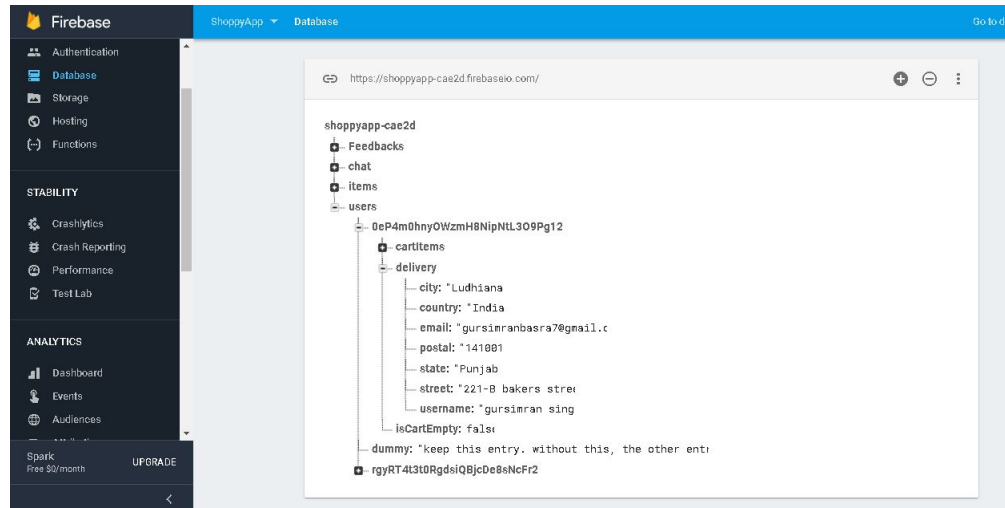 Firebase
ShoppyApp
Database
Go to d
Authentication
Database
Storage
Hosting
Functions
STABILITY
Crashlytics
Crash Reporting
Performance
Test Lab
ANALYTICS
Dashboard
Events
Audiences
Spark
Free $0/month
UPGRADE
https://shoppyapp-cae2d.firebaseio.com/
shoppyapp-cae2d
Feedbacks
chat
items
users
0eP4m0hnyOWzmH8NipNtL3O9Pg12
cartItems
delivery
city: "Ludhiana
country: "India
email: "gursimranbasra7@gmail.c
postal: "141001
state: "Punjab
street: "221-B bakers stree
username: "gursimran sing
isCartEmpty: false
dummy: "keep this entry. without this, the other entr
rgyRT4t3t0RgdsiQBjcDe8sNcFr2